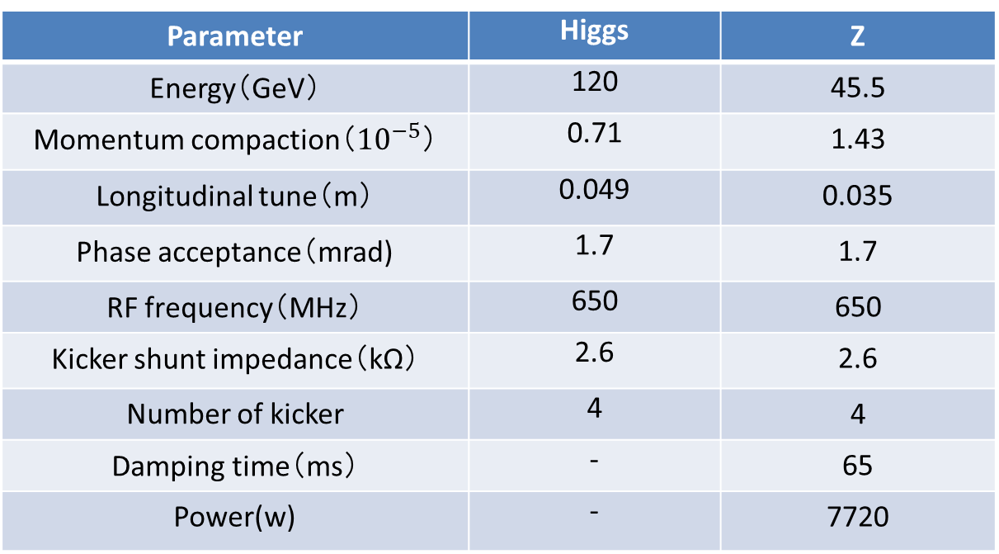 Parameter Higgs Z
Energy（GeV） 120 45.5
Momentum compaction（10⁻⁵） 0.71 1.43
Longitudinal tune（m） 0.049 0.035
Phase acceptance（mrad) 1.7 1.7
RF frequency（MHz） 650 650
Kicker shunt impedance（kΩ） 2.6 2.6
Number of kicker 4 4
Damping time（ms） - 65
Power(w) - 7720